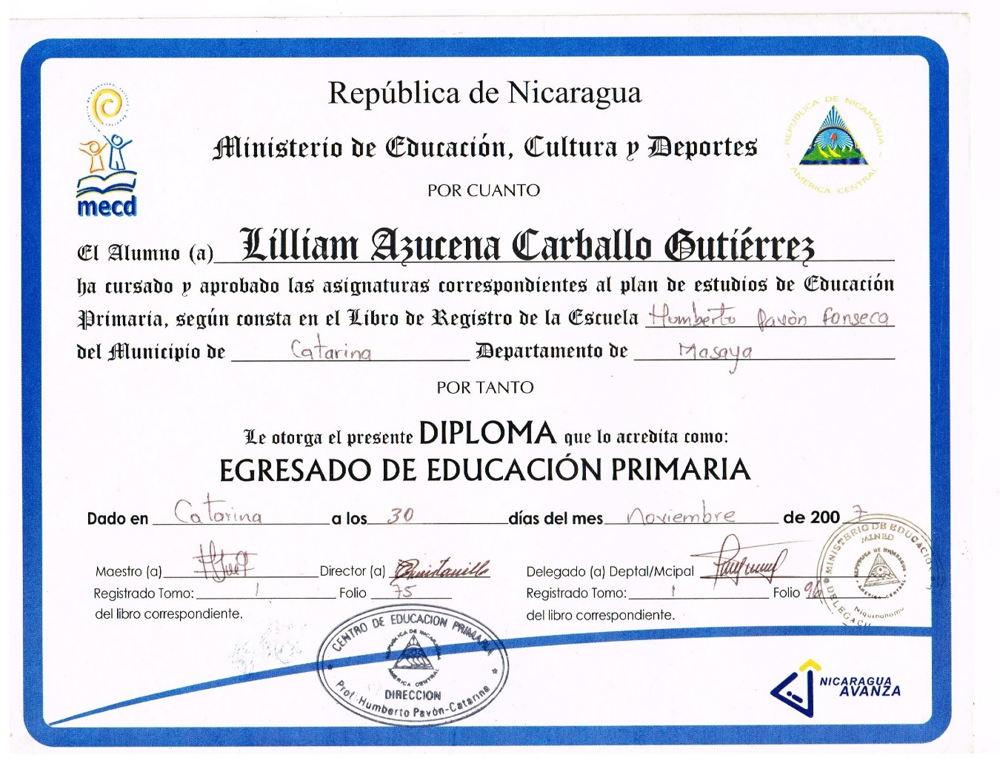 República de Nicaragua
REPUBLICA DE NICARAGUA
AMERICA CENTRAL
mecd
Ministerio de Educación, Cultura y Deportes
POR CUANTO
El Alumno (a) Lilliam Azucena Carballo Gutiérrez
ha cursado y aprobado las asignaturas correspondientes al plan de estudios de Educación
Primaria, según consta en el Libro de Registro de la Escuela Humberto Pavòn Fonseca
del Municipio de Catarina Departamento de Masaya
POR TANTO
Le otorga el presente DIPLOMA que lo acredita como:
EGRESADO DE EDUCACIÓN PRIMARIA
Dado en Catarina a los 30 días del mes Noviembre de 2007
Maestro (a) Director (a) Delegado (a) Deptal/Mcipal
Registrado Tomo: 1 Folio 75 Registrado Tomo: 1 Folio 96
del libro correspondiente. del libro correspondiente.
MINISTERIO DE EDUCACION
MINED
REPUBLICA DE NICARAGUA
AMERICA CENTRAL
Niquinohomo
CENTRO DE EDUCACION PRIMARIA
REPUBLICA DE NICARAGUA
AMERICA CENTRAL
DIRECCION
Prof. Humberto Pavón-Catarina
NICARAGUA
AVANZA